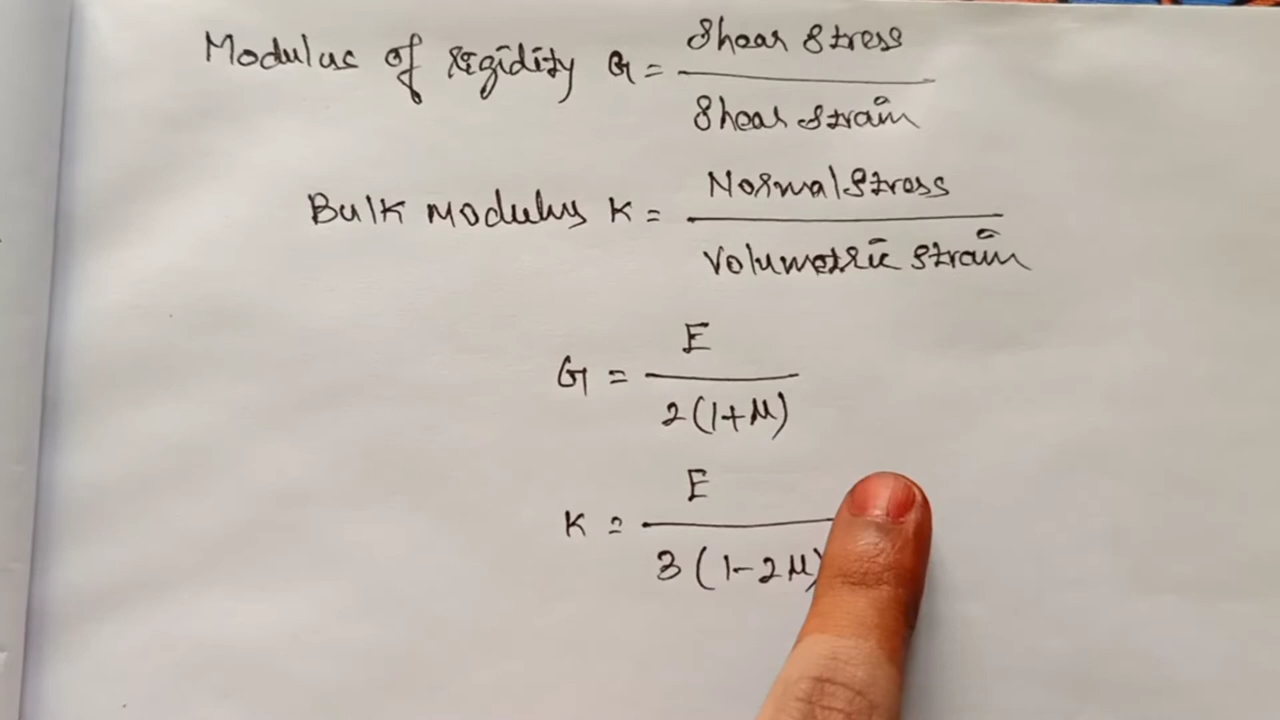 Modulus of rigidity G = Shear Stress / Shear Strain
Bulk Modulus K = Normal Stress / Volumetric Strain
G = E / 2(1+μ)
K = E / 3(1-2μ)